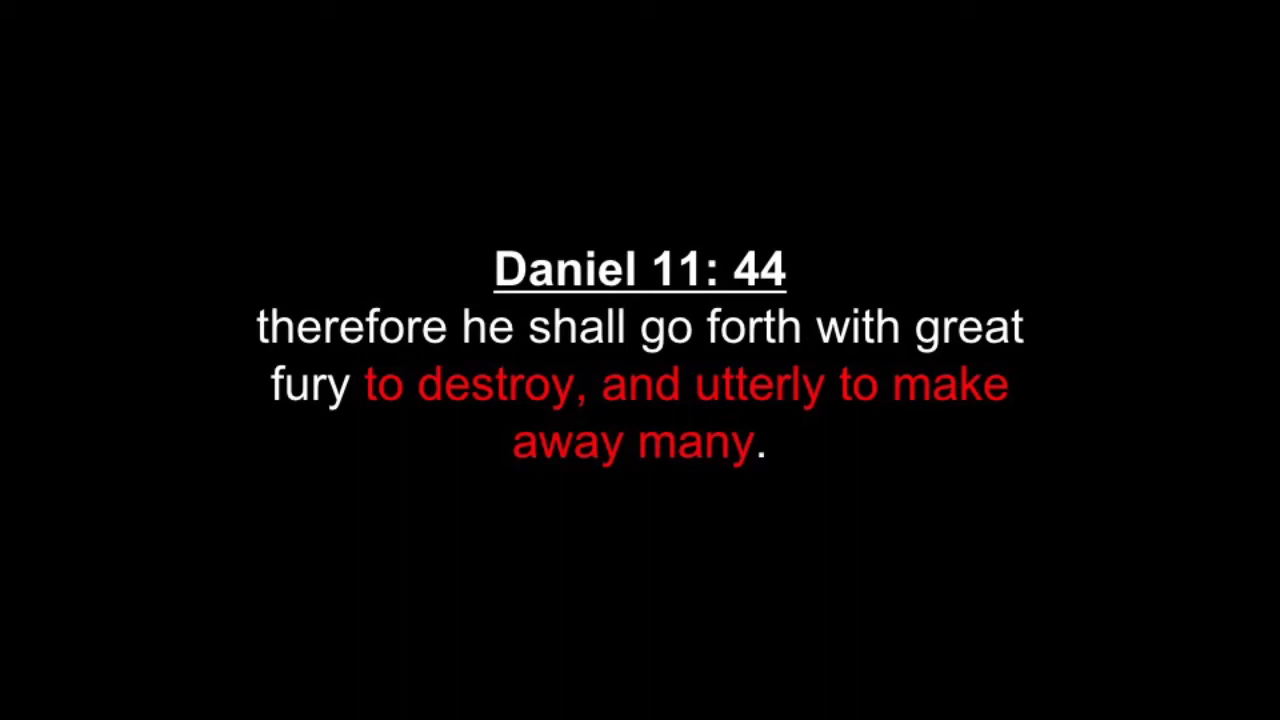 Daniel 11: 44
therefore he shall go forth with great
fury to destroy, and utterly to make
away many.